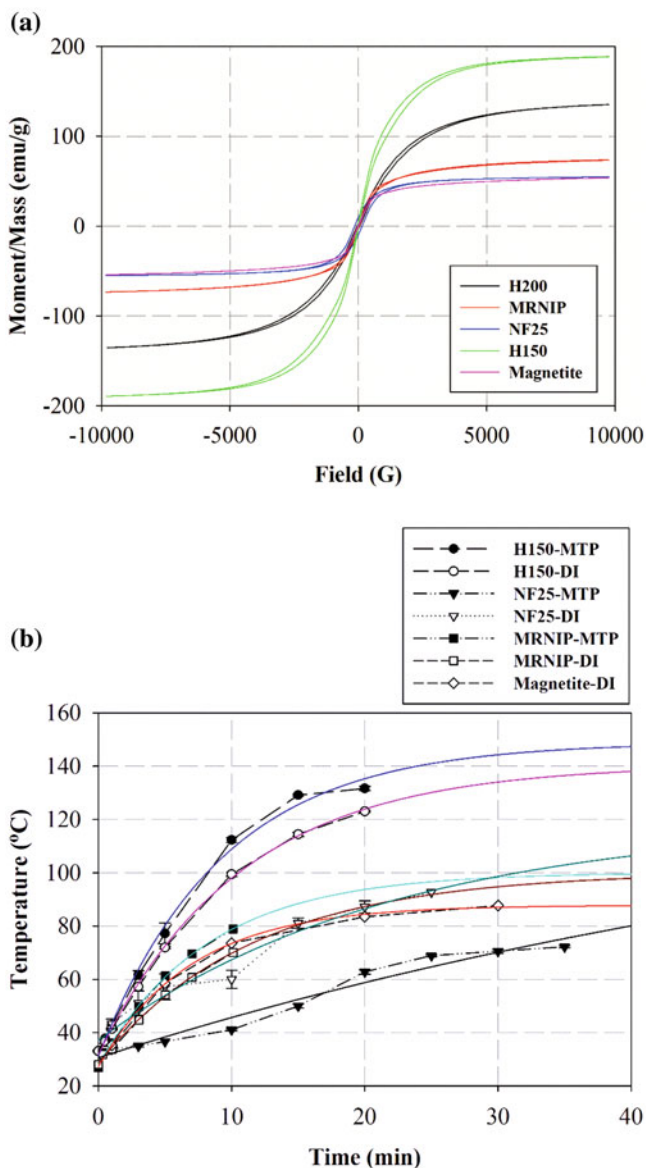 (a)
200
100
0
-100
-200
Moment/Mass (emu/g)
H200
MRNIP
NF25
H150
Magnetite
-10000 -5000 0 5000 10000
Field (G)
H150-MTP
H150-DI
NF25-MTP
NF25-DI
MRNIP-MTP
MRNIP-DI
Magnetite-DI
(b)
160
140
120
100
80
60
40
20
Temperature (ºC)
0 10 20 30 40
Time (min)